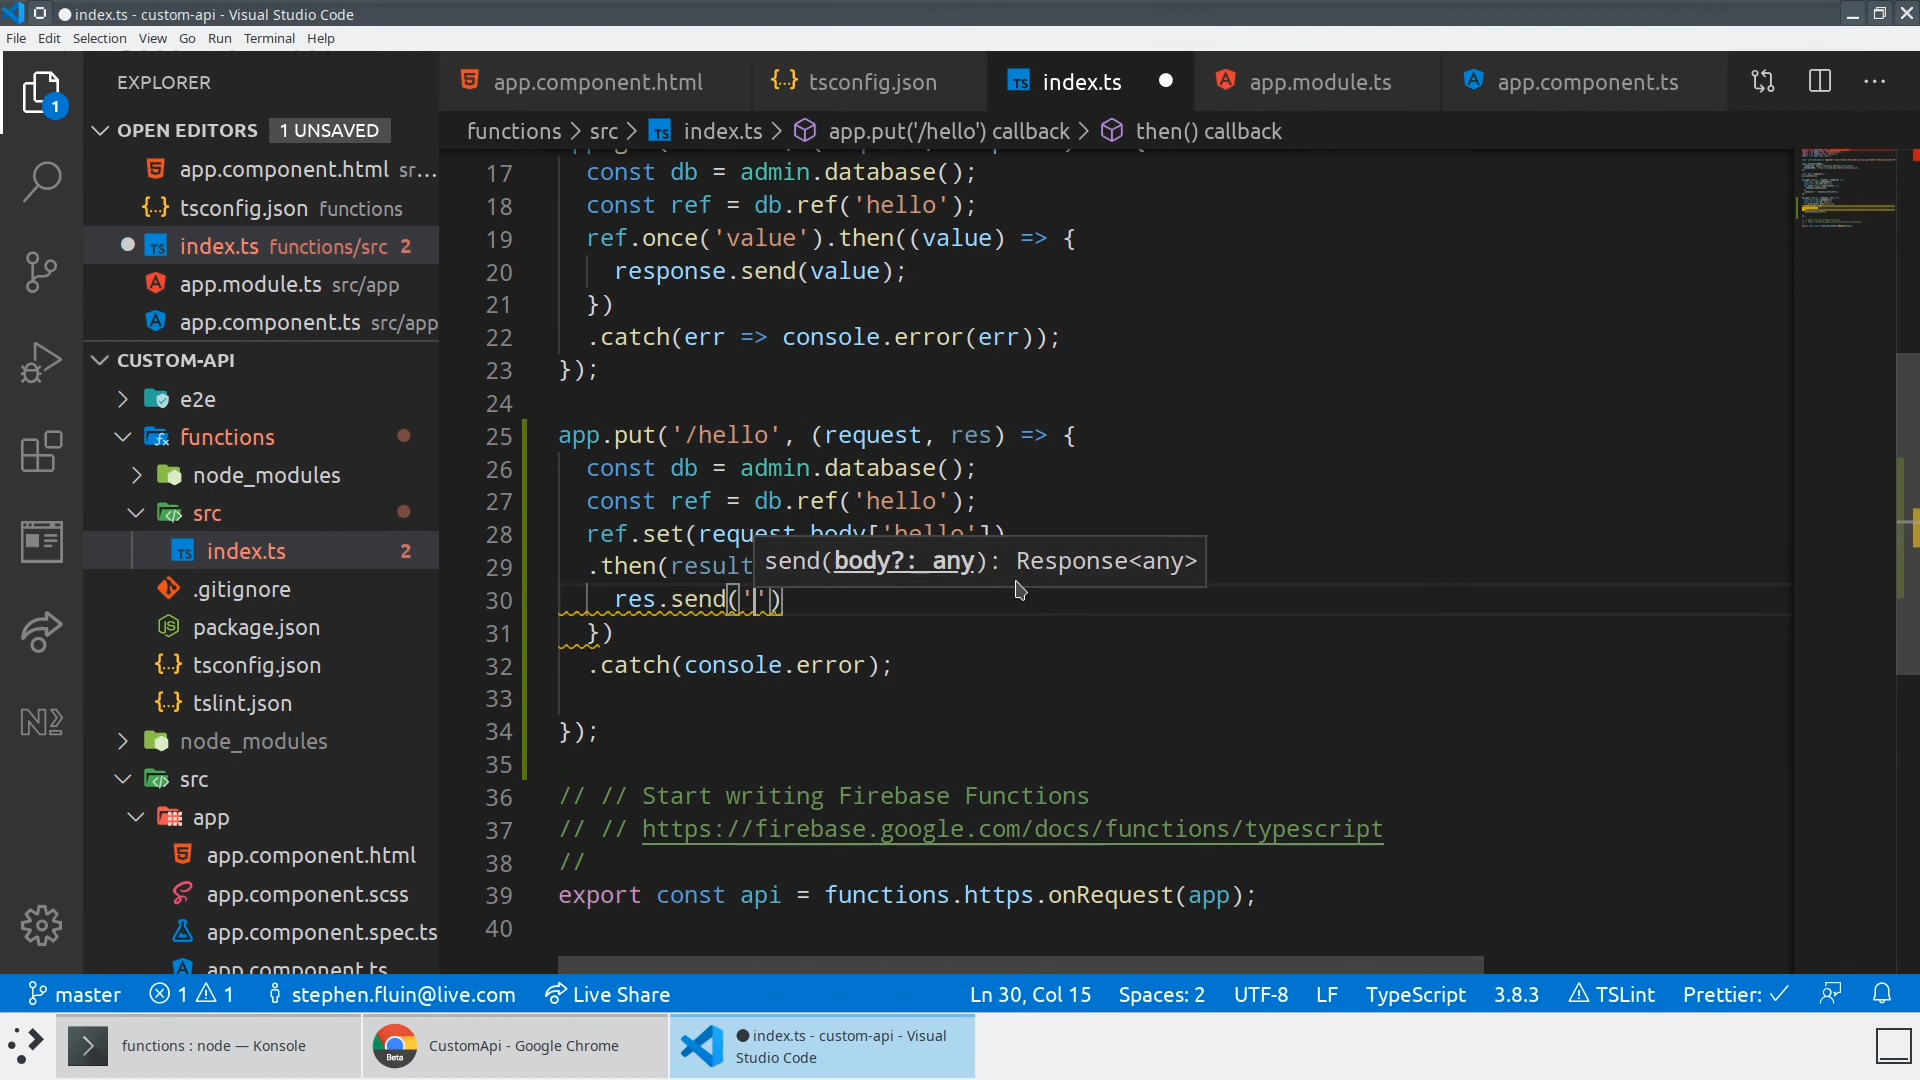 index.ts - custom-api - Visual Studio Code
File Edit Selection View Go Run Terminal Help
EXPLORER
OPEN EDITORS 1 UNSAVED
app.component.html sr...
tsconfig.json functions
index.ts functions/src 2
app.module.ts src/app
app.component.ts src/app
CUSTOM-API
e2e
functions
node_modules
src
index.ts 2
.gitignore
package.json
tsconfig.json
tslint.json
node_modules
src
app
app.component.html
app.component.scss
app.component.spec.ts
app.component.ts
1
app.component.html
tsconfig.json
index.ts
app.module.ts
app.component.ts
functions > src > TS index.ts > app.put('/hello') callback > then() callback
17 const db = admin.database();
18 const ref = db.ref('hello');
19 ref.once('value').then((value) => {
20 response.send(value);
21 })
22 .catch(err => console.error(err));
23 });
24
25 app.put('/hello', (request, res) => {
26 const db = admin.database();
27 const ref = db.ref('hello');
28 ref.set(request.body['hello'])
29 .then(result
send(body?: any): Response<any>
30 res.send('')
31 })
32 .catch(console.error);
33
34 });
35
36 // // Start writing Firebase Functions
37 // // https://firebase.google.com/docs/functions/typescript
38 //
39 export const api = functions.https.onRequest(app);
40
master 1 1 stephen.fluin@live.com Live Share Ln 30, Col 15 Spaces: 2 UTF-8 LF TypeScript 3.8.3 TSLint Prettier: ✓
functions : node — Konsole
Beta
CustomApi - Google Chrome
index.ts - custom-api - Visual
Studio Code